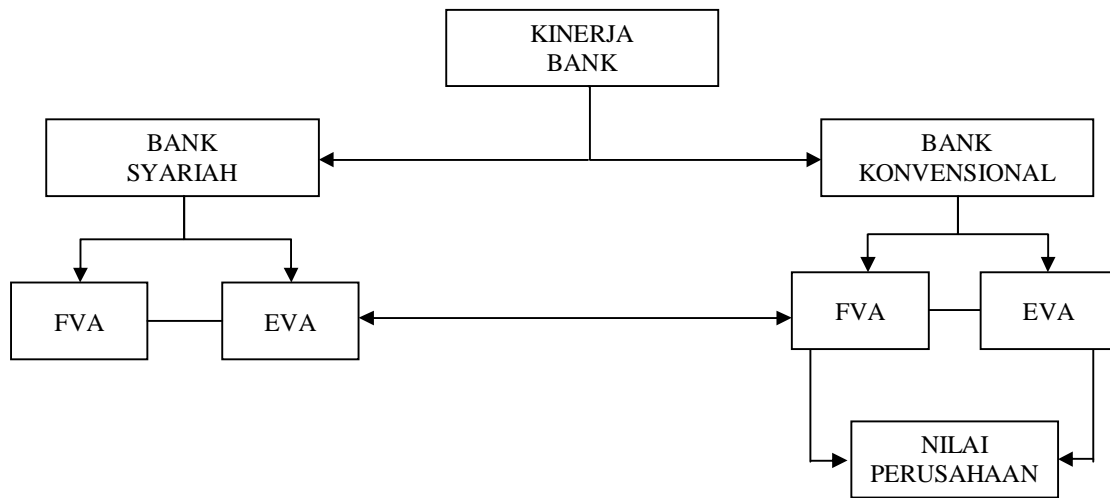 KINERJA
BANK
BANK
SYARIAH
BANK
KONVENSIONAL
FVA
EVA
FVA
EVA
NILAI
PERUSAHAAN